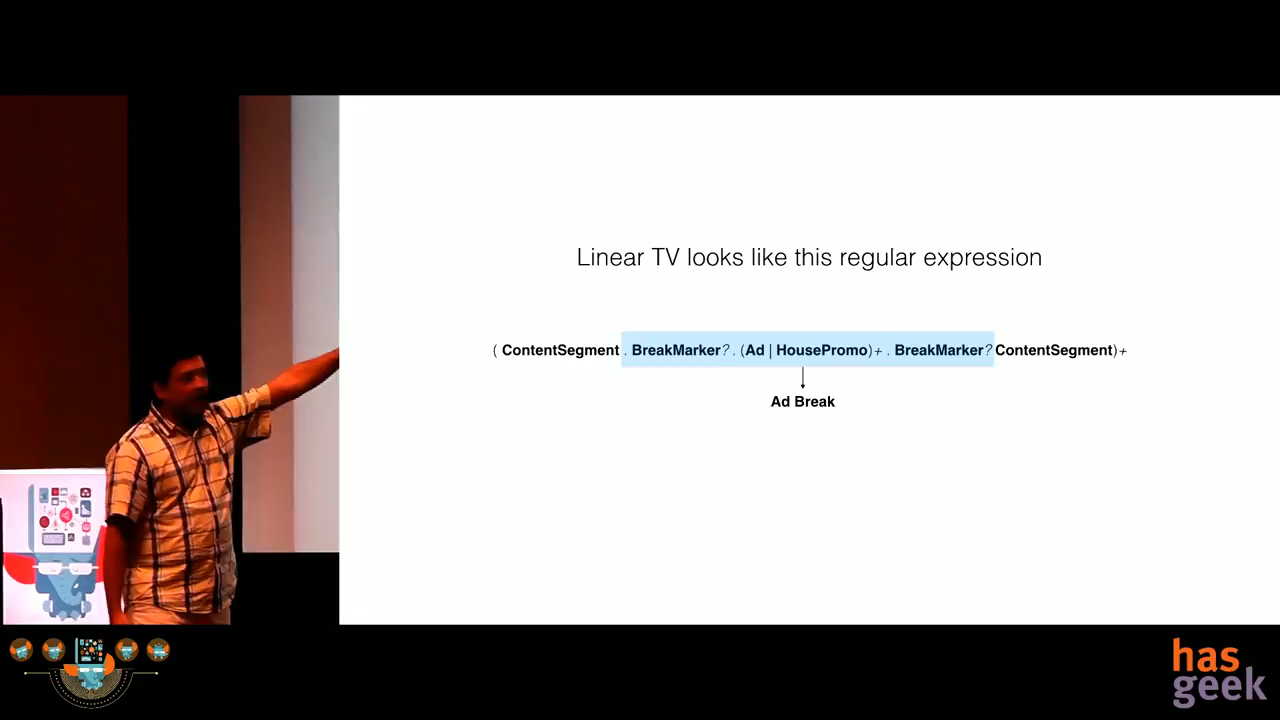 Linear TV looks like this regular expression
( ContentSegment . BreakMarker? . (Ad | HousePromo)+ . BreakMarker? ContentSegment)+
Ad Break
has
geek